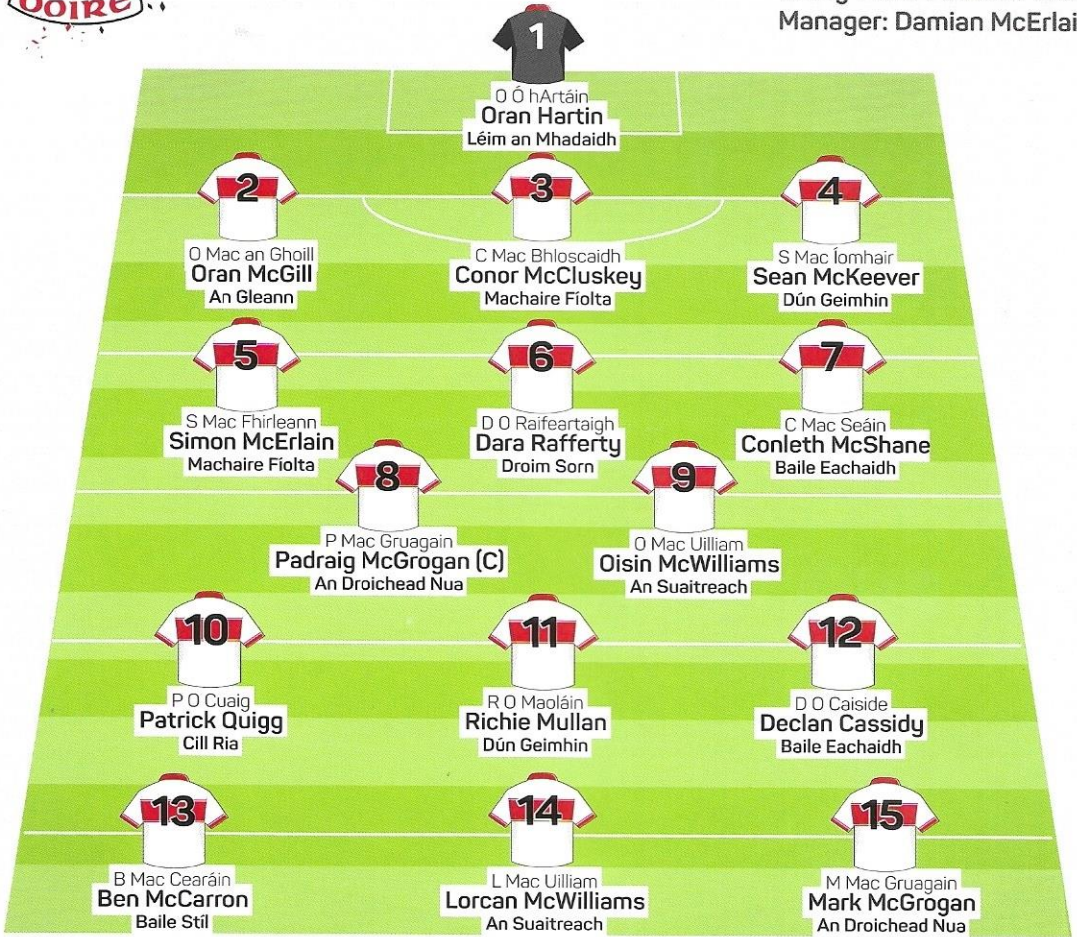 DOIRE
Manager: Damian McErlai
1
O Ó hArtáin
Oran Hartin
Léim an Mhadaidh
2
3
4
O Mac an Ghoill
Oran McGill
An Gleann
C Mac Bhloscaidh
Conor McCluskey
Machaire Fíolta
S Mac Íomhair
Sean McKeever
Dún Geimhin
5
6
7
S Mac Fhirleann
Simon McErlain
Machaire Fíolta
D O Raifeartaigh
Dara Rafferty
Droim Sorn
C Mac Seáin
Conleth McShane
Baile Eachaidh
8
9
P Mac Gruagain
Padraig McGrogan (C)
An Droichead Nua
O Mac Uilliam
Oisin McWilliams
An Suaitreach
10
11
12
P O Cuaig
Patrick Quigg
Cill Ria
R O Maoláin
Richie Mullan
Dún Geimhin
D O Caiside
Declan Cassidy
Baile Eachaidh
13
14
15
B Mac Cearáin
Ben McCarron
Baile Stíl
L Mac Uilliam
Lorcan McWilliams
An Suaitreach
M Mac Gruagain
Mark McGrogan
An Droichead Nua